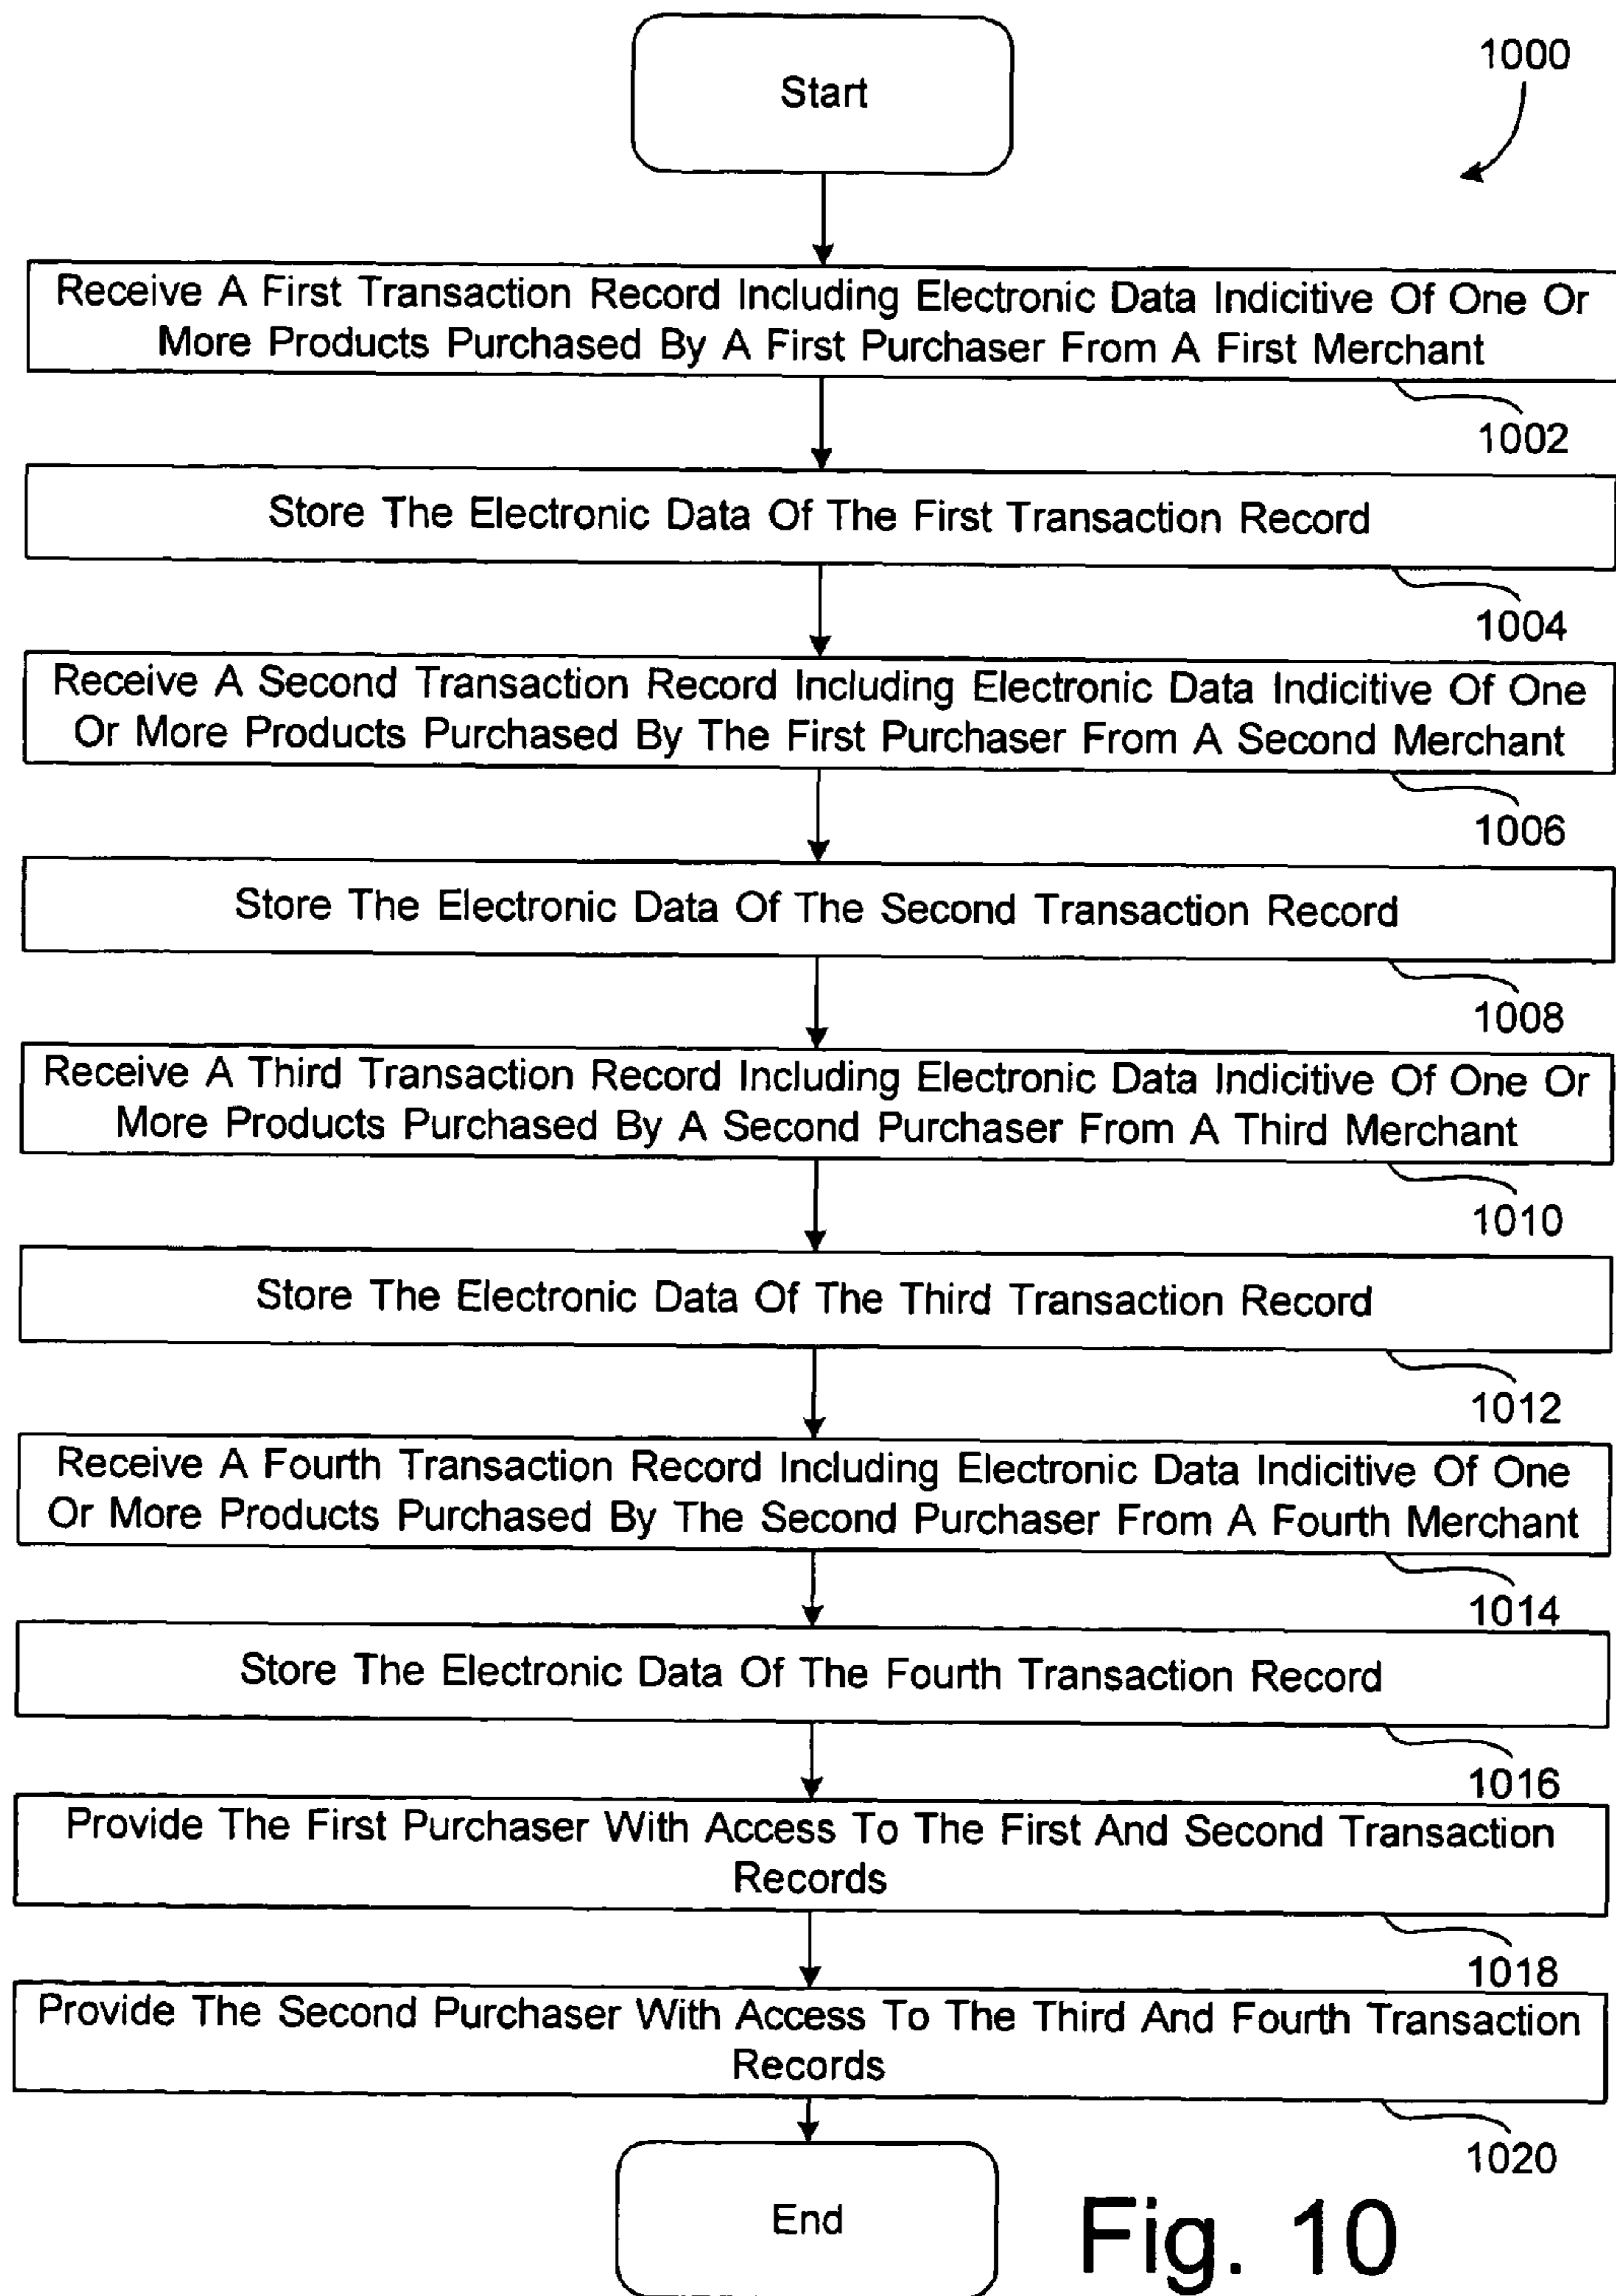 Start
1000
Receive A First Transaction Record Including Electronic Data Indicitive Of One Or
More Products Purchased By A First Purchaser From A First Merchant
1002
Store The Electronic Data Of The First Transaction Record
1004
Receive A Second Transaction Record Including Electronic Data Indicitive Of One
Or More Products Purchased By The First Purchaser From A Second Merchant
1006
Store The Electronic Data Of The Second Transaction Record
1008
Receive A Third Transaction Record Including Electronic Data Indicitive Of One Or
More Products Purchased By A Second Purchaser From A Third Merchant
1010
Store The Electronic Data Of The Third Transaction Record
1012
Receive A Fourth Transaction Record Including Electronic Data Indicitive Of One
Or More Products Purchased By The Second Purchaser From A Fourth Merchant
1014
Store The Electronic Data Of The Fourth Transaction Record
1016
Provide The First Purchaser With Access To The First And Second Transaction
Records
1018
Provide The Second Purchaser With Access To The Third And Fourth Transaction
Records
1020
End
Fig. 10